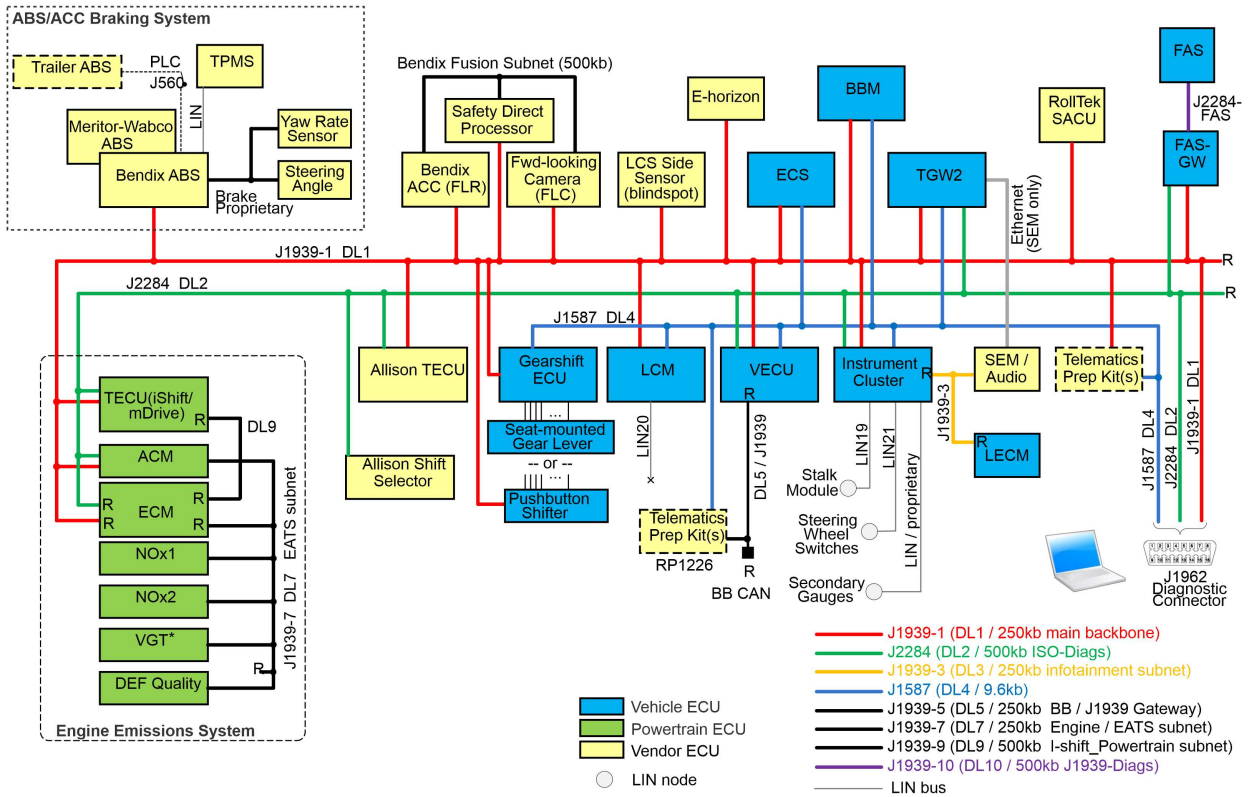 ABS/ACC Braking System
Trailer ABS
PLC
J560
TPMS
LIN
Meritor-Wabco
ABS
Bendix ABS
Yaw Rate
Sensor
Steering
Angle
Brake
Proprietary
Bendix Fusion Subnet (500kb)
Safety Direct
Processor
Bendix
ACC (FLR)
Fwd-looking
Camera
(FLC)
LCS Side
Sensor
(blindspot)
E-horizon
BBM
ECS
TGW2
Ethernet
(SEM only)
RollTek
SACU
FAS
J2284-
FAS
FAS-
GW
J1939-1 DL1
R
J2284 DL2
R
J1587 DL4
TECU(iShift/
mDrive)
R
DL9
ACM
ECM
R
R
R
R
NOx1
NOx2
VGT*
R
DEF Quality
EATS subnet
J1939-7 DL7
Engine Emissions System
Allison TECU
Allison Shift
Selector
Gearshift
ECU
...
Seat-mounted
Gear Lever
-- or --
...
Pushbutton
Shifter
LCM
LIN20
x
VECU
R
DL5 / J1939
Telematics
Prep Kit(s)
RP1226
R
BB CAN
Instrument
Cluster
R
LIN19
LIN21
LIN / proprietary
J1939-3
Stalk
Module
Steering
Wheel
Switches
Secondary
Gauges
SEM /
Audio
R
LECM
Telematics
Prep Kit(s)
J1587 DL4
J2284 DL2
J1939-1 DL1
J1962
Diagnostic
Connector
J1939-1 (DL1 / 250kb main backbone)
J2284 (DL2 / 500kb ISO-Diags)
J1939-3 (DL3 / 250kb infotainment subnet)
J1587 (DL4 / 9.6kb)
J1939-5 (DL5 / 250kb BB / J1939 Gateway)
J1939-7 (DL7 / 250kb Engine / EATS subnet)
J1939-9 (DL9 / 500kb I-shift_Powertrain subnet)
J1939-10 (DL10 / 500kb J1939-Diags)
LIN bus
Vehicle ECU
Powertrain ECU
Vendor ECU
LIN node